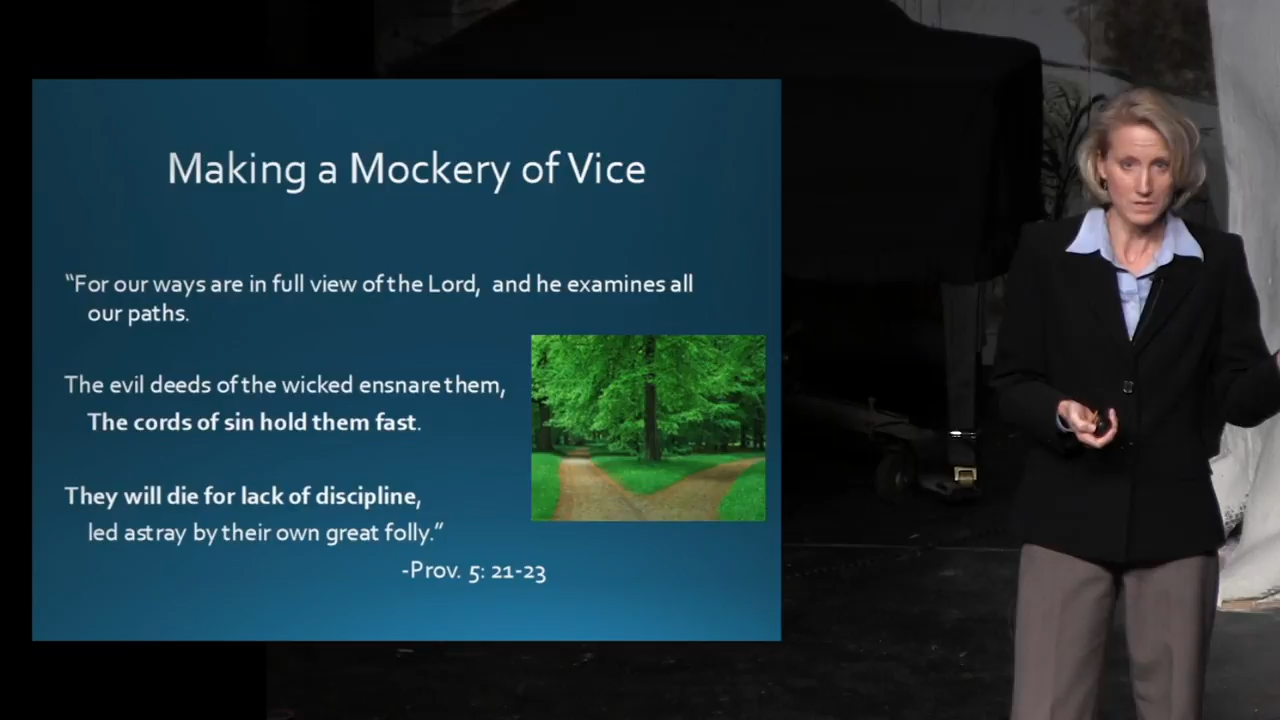 Making a Mockery of Vice
“For our ways are in full view of the Lord, and he examines all
our paths.
The evil deeds of the wicked ensnare them,
The cords of sin hold them fast.
They will die for lack of discipline,
led astray by their own great folly.”
-Prov. 5: 21-23